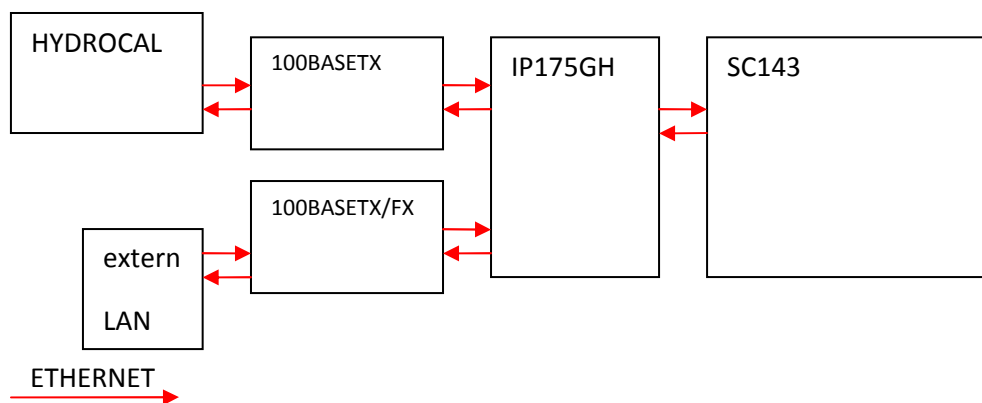 HYDROCAL
100BASETX
IP175GH
SC143
100BASETX/FX
extern
LAN
ETHERNET